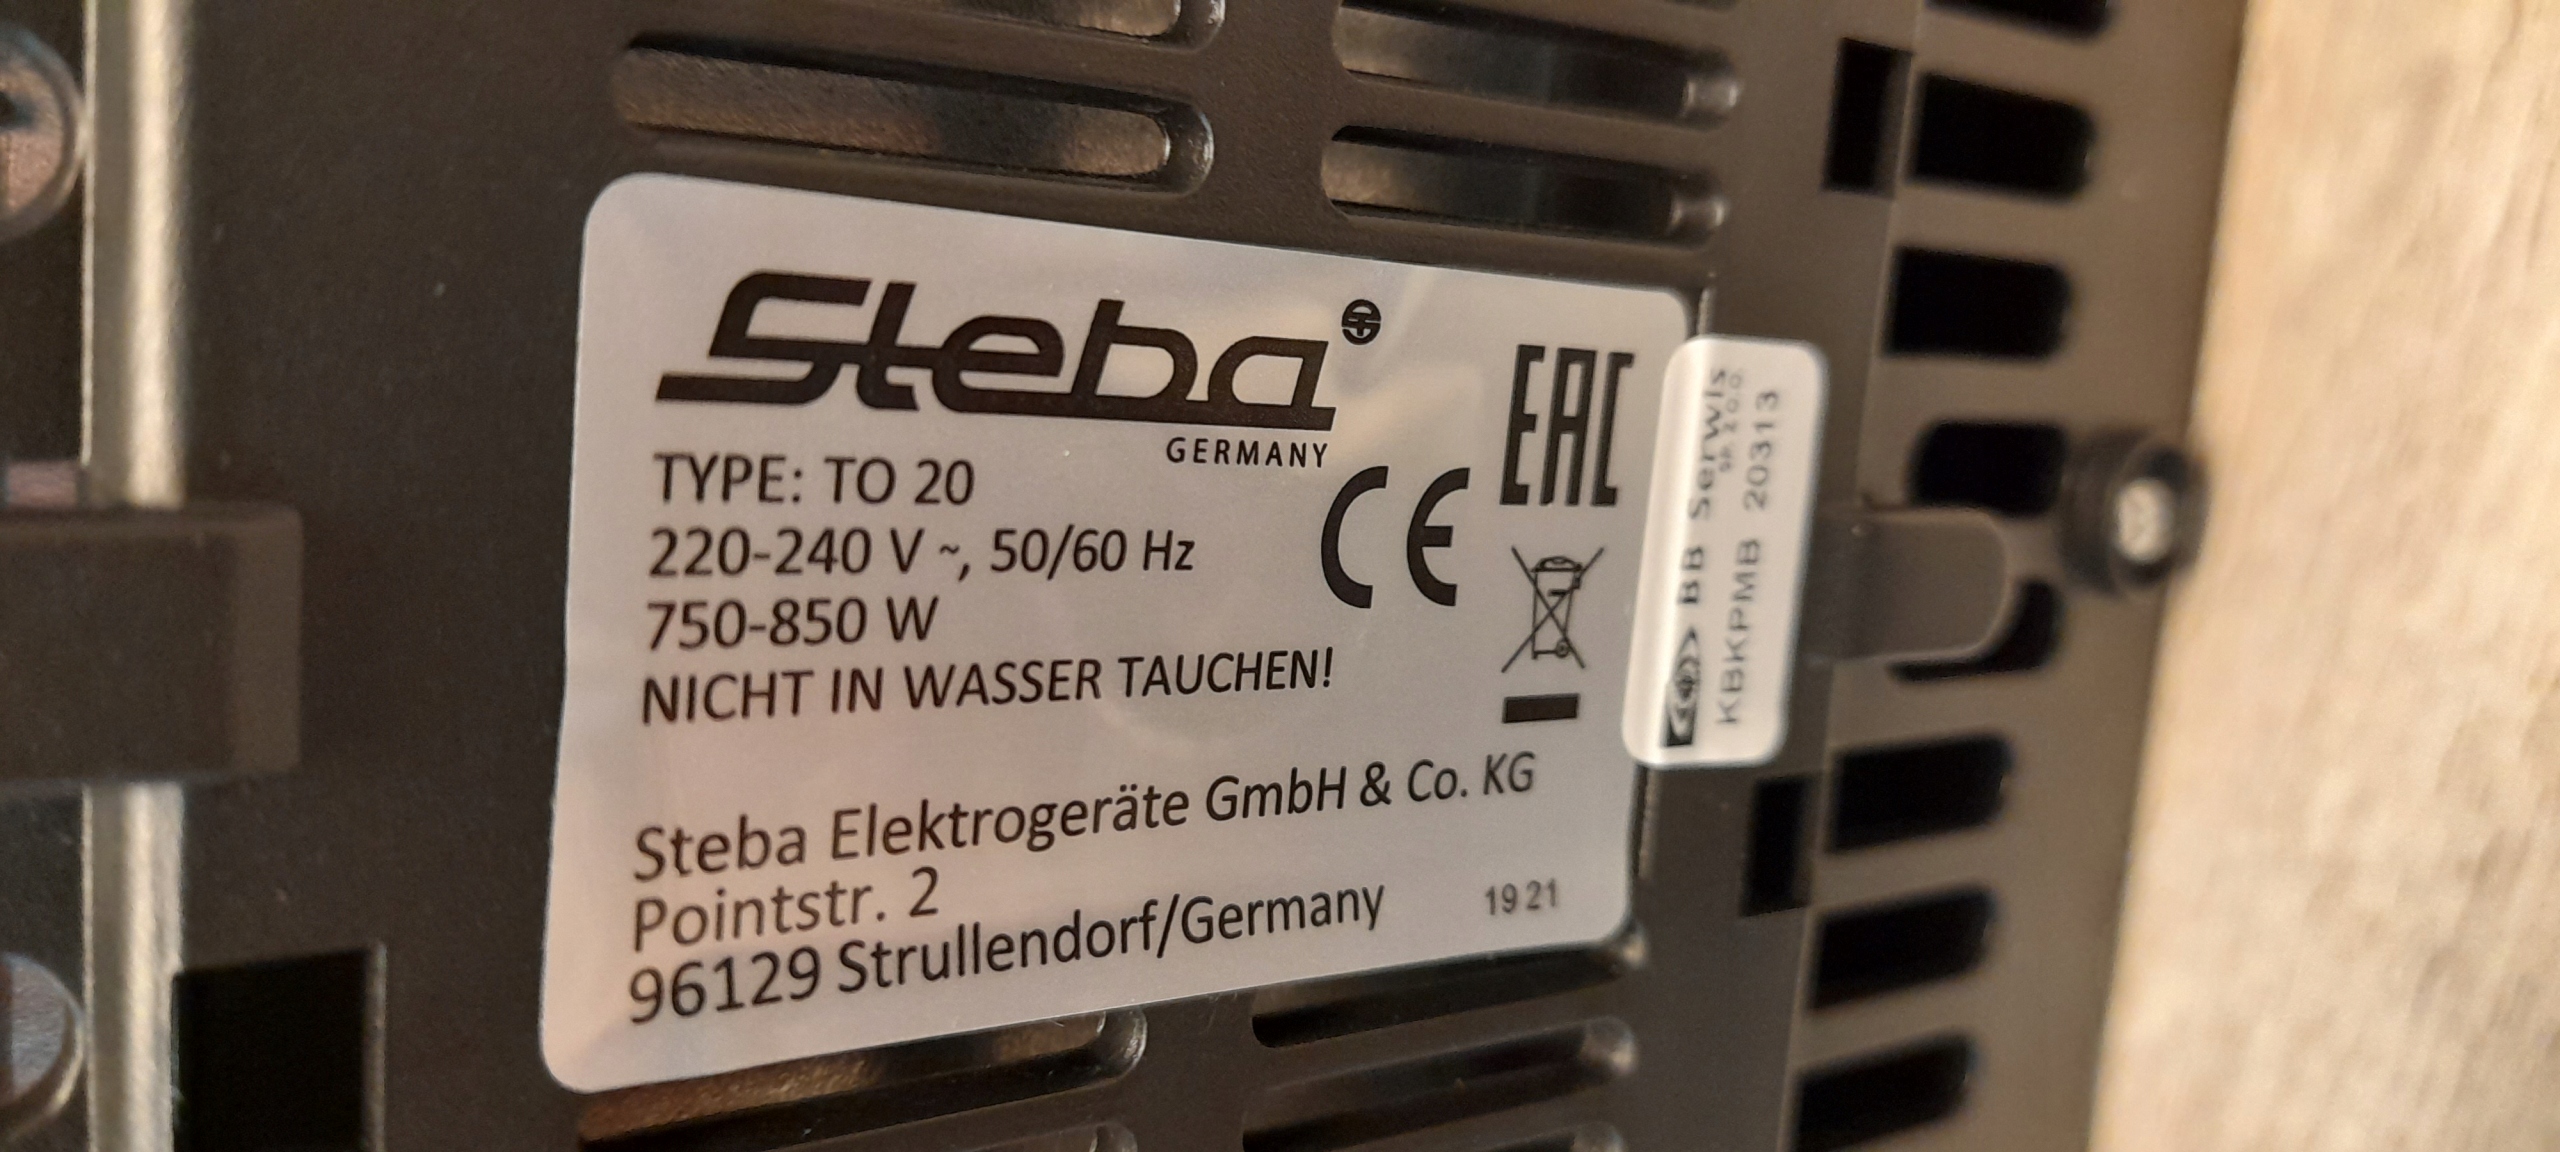 Steba
GERMANY
TYPE: TO 20
220-240 V ~, 50/60 Hz
750-850 W
NICHT IN WASSER TAUCHEN!
CE
EAC
Steba Elektrogeräte GmbH & Co. KG
Pointstr. 2
96129 Strullendorf/Germany
19 21
BB Serwis
SP. Z O.O.
KBKPMB 20313